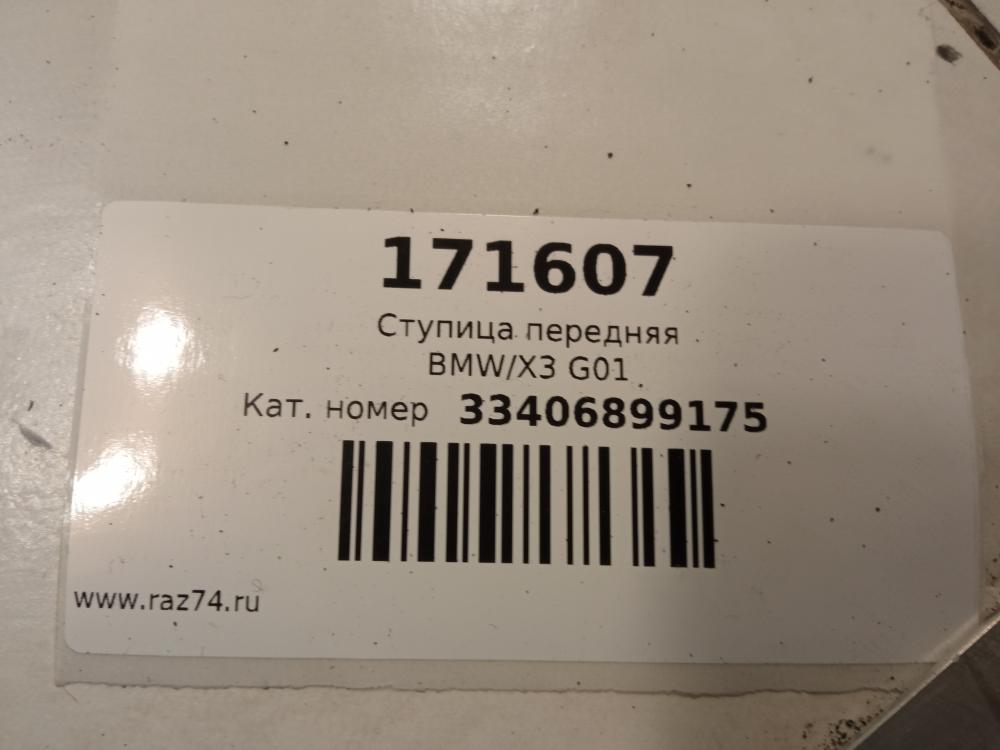 171607
Ступица передняя
BMW/X3 G01
Кат. номер 33406899175
www.raz74.ru